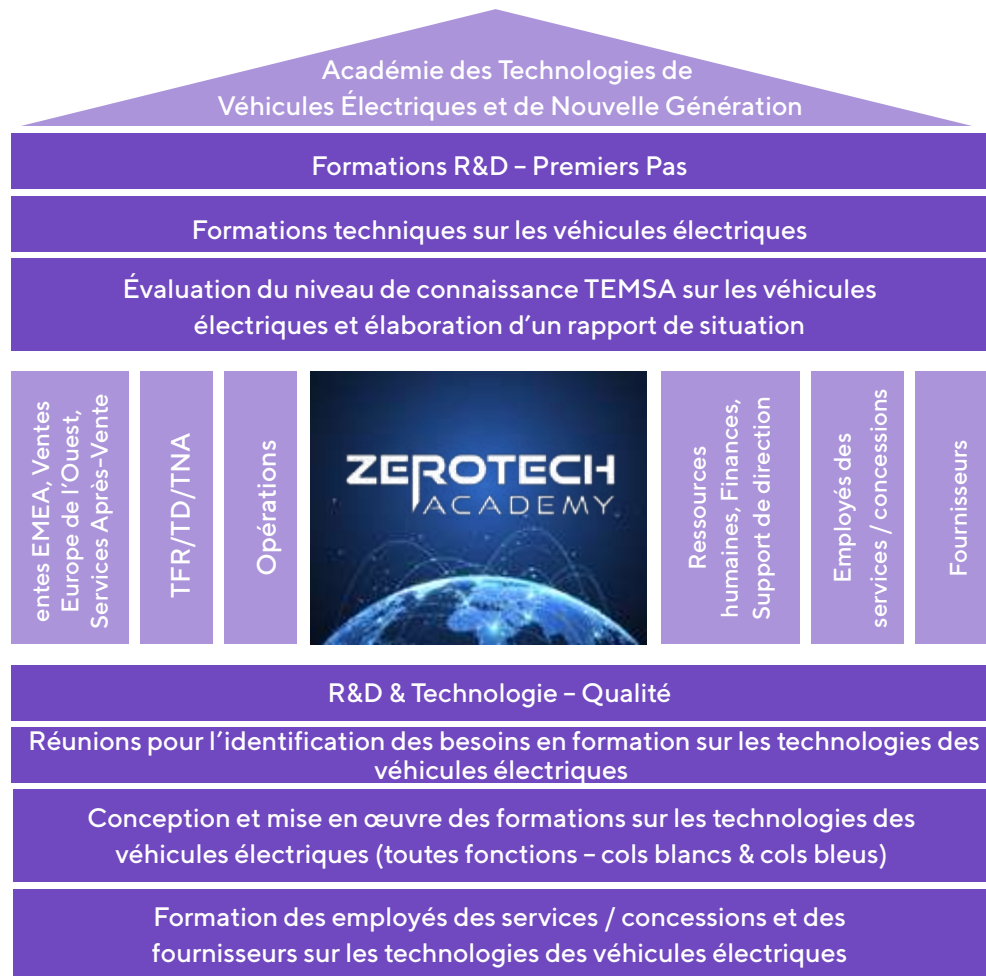 Académie des Technologies de
Véhicules Électriques et de Nouvelle Génération
Formations R&D – Premiers Pas
Formations techniques sur les véhicules électriques
Évaluation du niveau de connaissance TEMSA sur les véhicules
électriques et élaboration d’un rapport de situation
entes EMEA, Ventes
Europe de l’Ouest,
Services Après-Vente
TFR/TD/TNA
Opérations
ZEROTECH
ACADEMY
Ressources
humaines, Finances,
Support de direction
Employés des
services / concessions
Fournisseurs
R&D & Technologie – Qualité
Réunions pour l’identification des besoins en formation sur les technologies des
véhicules électriques
Conception et mise en œuvre des formations sur les technologies des
véhicules électriques (toutes fonctions – cols blancs & cols bleus)
Formation des employés des services / concessions et des
fournisseurs sur les technologies des véhicules électriques